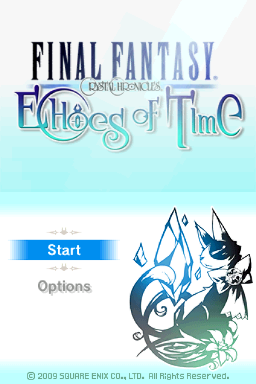 FINAL FANTASY®
CRYSTAL CHRONICLES
Echoes of Time
Start
Options
© 2009 SQUARE ENIX CO., LTD. All Rights Reserved.